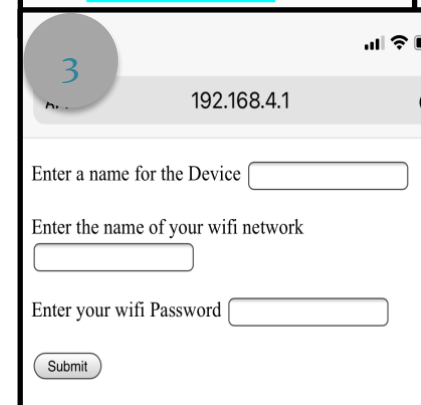 3
192.168.4.1
Enter a name for the Device
Enter the name of your wifi network
Enter your wifi Password
Submit